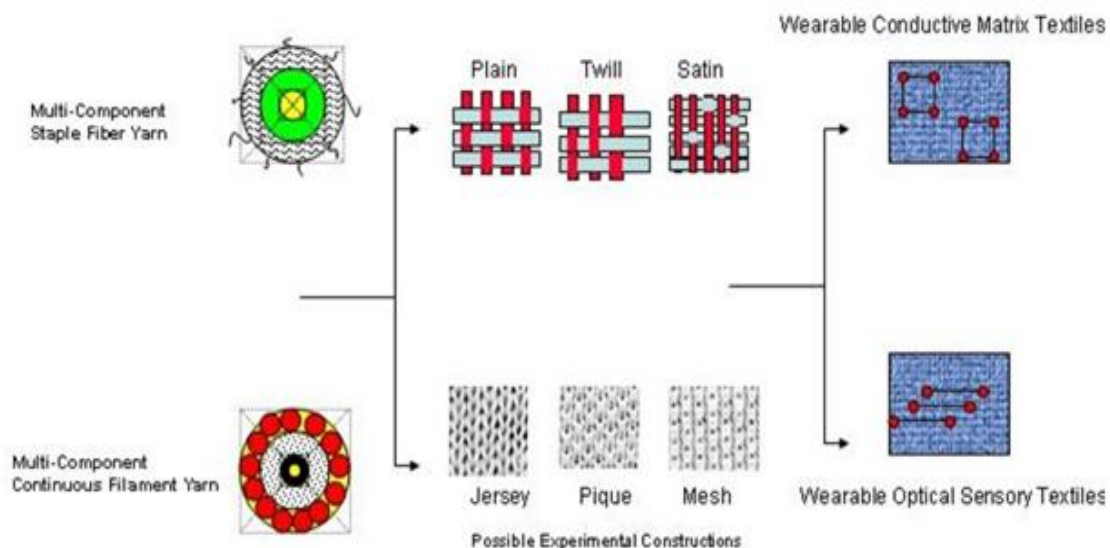 Multi-Component
Staple Fiber Yarn
Plain
Twill
Satin
Wearable Conductive Matrix Textiles
Multi-Component
Continuous Filament Yarn
Jersey
Pique
Mesh
Possible Experimental Constructions
Wearable Optical Sensory Textiles